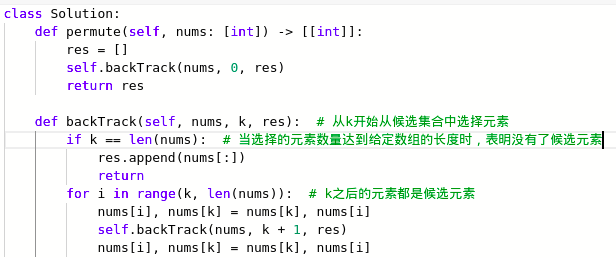 class Solution:
    def permute(self, nums: [int]) -> [[int]]:
        res = []
        self.backTrack(nums, 0, res)
        return res

    def backTrack(self, nums, k, res):  # 从k开始从候选集合中选择元素
        if k == len(nums):  # 当选择的元素数量达到给定数组的长度时，表明没有了候选元素
            res.append(nums[:])
            return
        for i in range(k, len(nums)):  # k之后的元素都是候选元素
            nums[i], nums[k] = nums[k], nums[i]
            self.backTrack(nums, k + 1, res)
            nums[i], nums[k] = nums[k], nums[i]